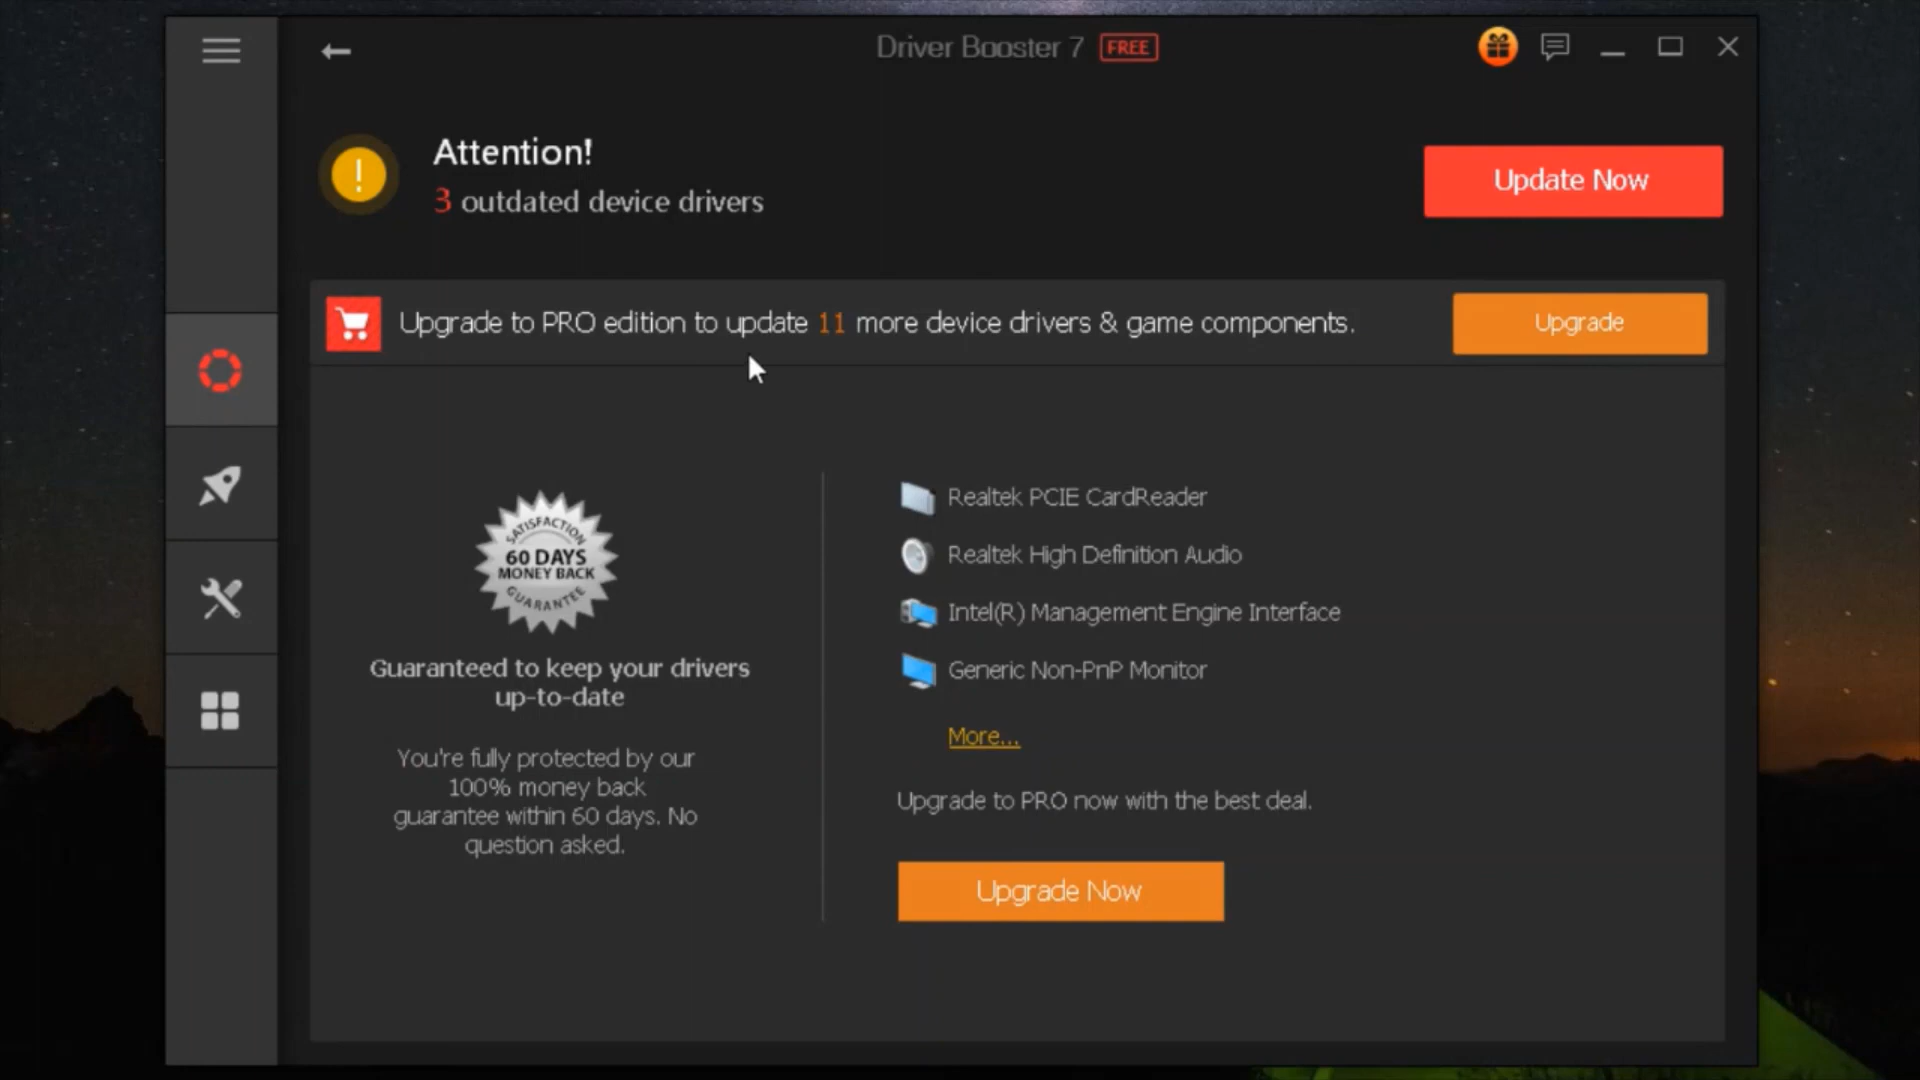 Driver Booster 7 FREE
Attention!
3 outdated device drivers
Update Now
Upgrade to PRO edition to update 11 more device drivers & game components.
Upgrade
SATISFACTION
60 DAYS
MONEY BACK
GUARANTEE
Guaranteed to keep your drivers
up-to-date
You're fully protected by our
100% money back
guarantee within 60 days. No
question asked.
Realtek PCIE CardReader
Realtek High Definition Audio
Intel(R) Management Engine Interface
Generic Non-PnP Monitor
More...
Upgrade to PRO now with the best deal.
Upgrade Now